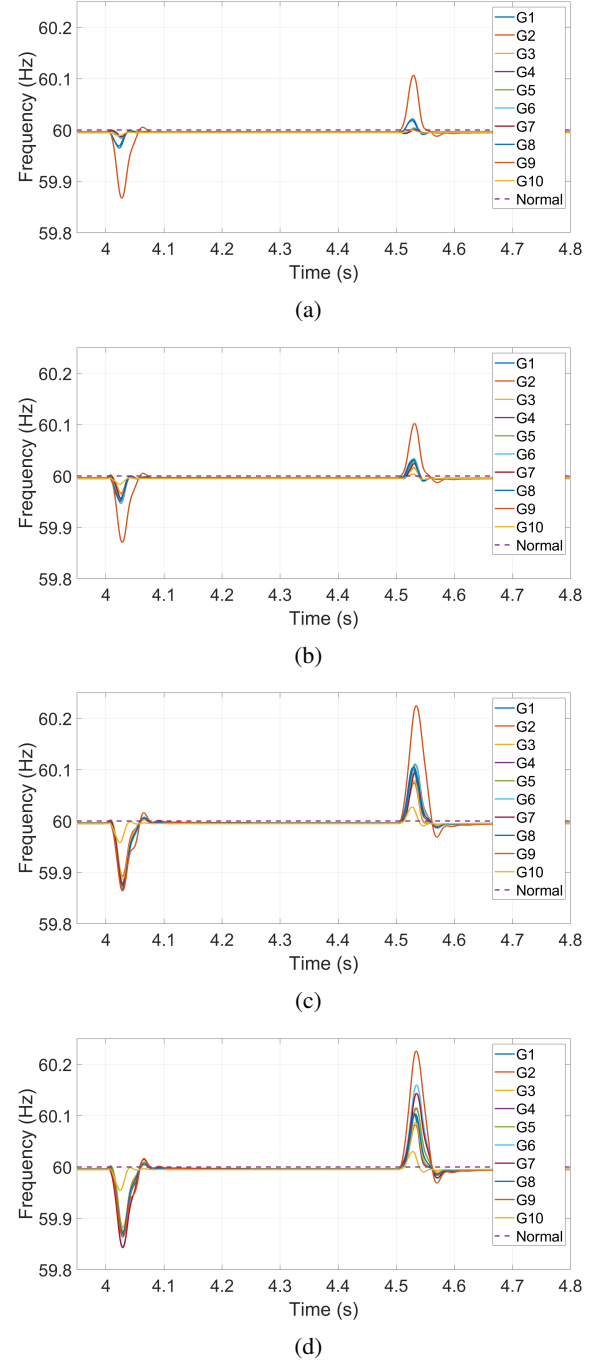 60.2
60.1
60
59.9
59.8
Frequency (Hz)
4 4.1 4.2 4.3 4.4 4.5 4.6 4.7 4.8
Time (s)
G1
G2
G3
G4
G5
G6
G7
G8
G9
G10
Normal
(a)
60.2
60.1
60
59.9
59.8
Frequency (Hz)
4 4.1 4.2 4.3 4.4 4.5 4.6 4.7 4.8
Time (s)
G1
G2
G3
G4
G5
G6
G7
G8
G9
G10
Normal
(b)
60.2
60.1
60
59.9
59.8
Frequency (Hz)
4 4.1 4.2 4.3 4.4 4.5 4.6 4.7 4.8
Time (s)
G1
G2
G3
G4
G5
G6
G7
G8
G9
G10
Normal
(c)
60.2
60.1
60
59.9
59.8
Frequency (Hz)
4 4.1 4.2 4.3 4.4 4.5 4.6 4.7 4.8
Time (s)
G1
G2
G3
G4
G5
G6
G7
G8
G9
G10
Normal
(d)